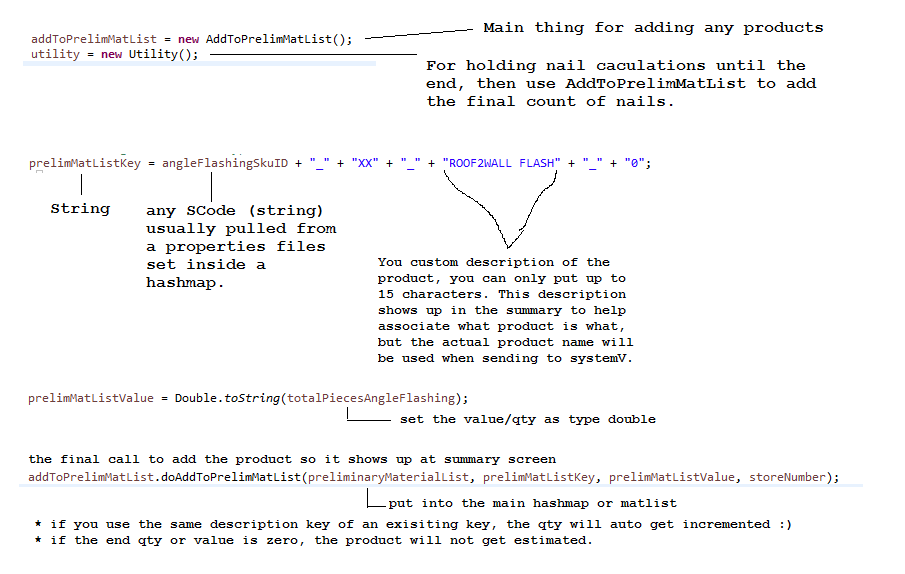 addToPrelimMatList = new AddToPrelimMatList();
Main thing for adding any products
utility = new Utility();
For holding nail caculations until the
end, then use AddToPrelimMatList to add
the final count of nails.
prelimMatListKey = angleFlashingSkuID + "_" + "XX" + "_" + "ROOF2WALL FLASH" + "_" + "0";
String
any SCode (string)
usually pulled from
a properties files
set inside a
hashmap.
You custom description of the
product, you can only put up to
15 characters. This description
shows up in the summary to help
associate what product is what,
but the actual product name will
be used when sending to systemV.
prelimMatListValue = Double.toString(totalPiecesAngleFlashing);
set the value/qty as type double
the final call to add the product so it shows up at summary screen
addToPrelimMatList.doAddToPrelimMatList(preliminaryMaterialList, prelimMatListKey, prelimMatListValue, storeNumber);
put into the main hashmap or matlist
* if you use the same description key of an exisiting key, the qty will auto get incremented :)
* if the end qty or value is zero, the product will not get estimated.